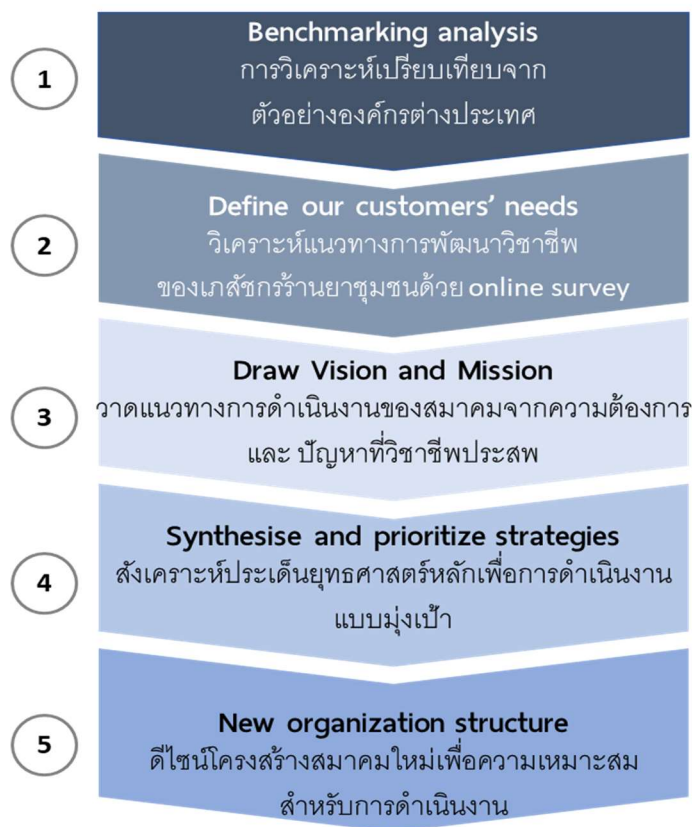 1
Benchmarking analysis
การวิเคราะห์เปรียบเทียบจาก
ตัวอย่างองค์กรต่างประเทศ
2
Define our customers’ needs
วิเคราะห์แนวทางการพัฒนาวิชาชีพ
ของเภสัชกรร้านยาชุมชนด้วย online survey
3
Draw Vision and Mission
วาดแนวทางการดำเนินงานของสมาคมจากความต้องการ
และ ปัญหาที่วิชาชีพประสพ
4
Synthesise and prioritize strategies
สังเคราะห์ประเด็นยุทธศาสตร์หลักเพื่อการดำเนินงาน
แบบมุ่งเป้า
5
New organization structure
ดีไซน์โครงสร้างสมาคมใหม่เพื่อความเหมาะสม
สำหรับการดำเนินงาน